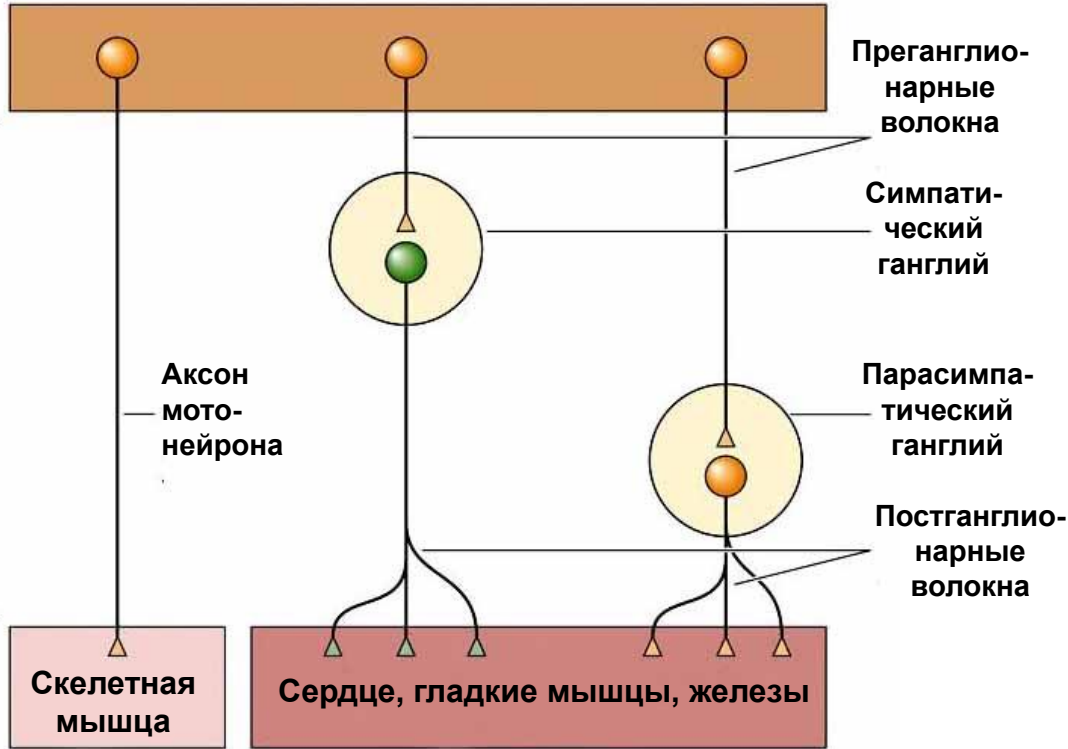 Преганглио-
нарные
волокна
Симпати-
ческий
ганглий
Аксон
мото-
нейрона
Парасимпа-
тический
ганглий
Постганглио-
нарные
волокна
Скелетная
мышца
Сердце, гладкие мышцы, железы